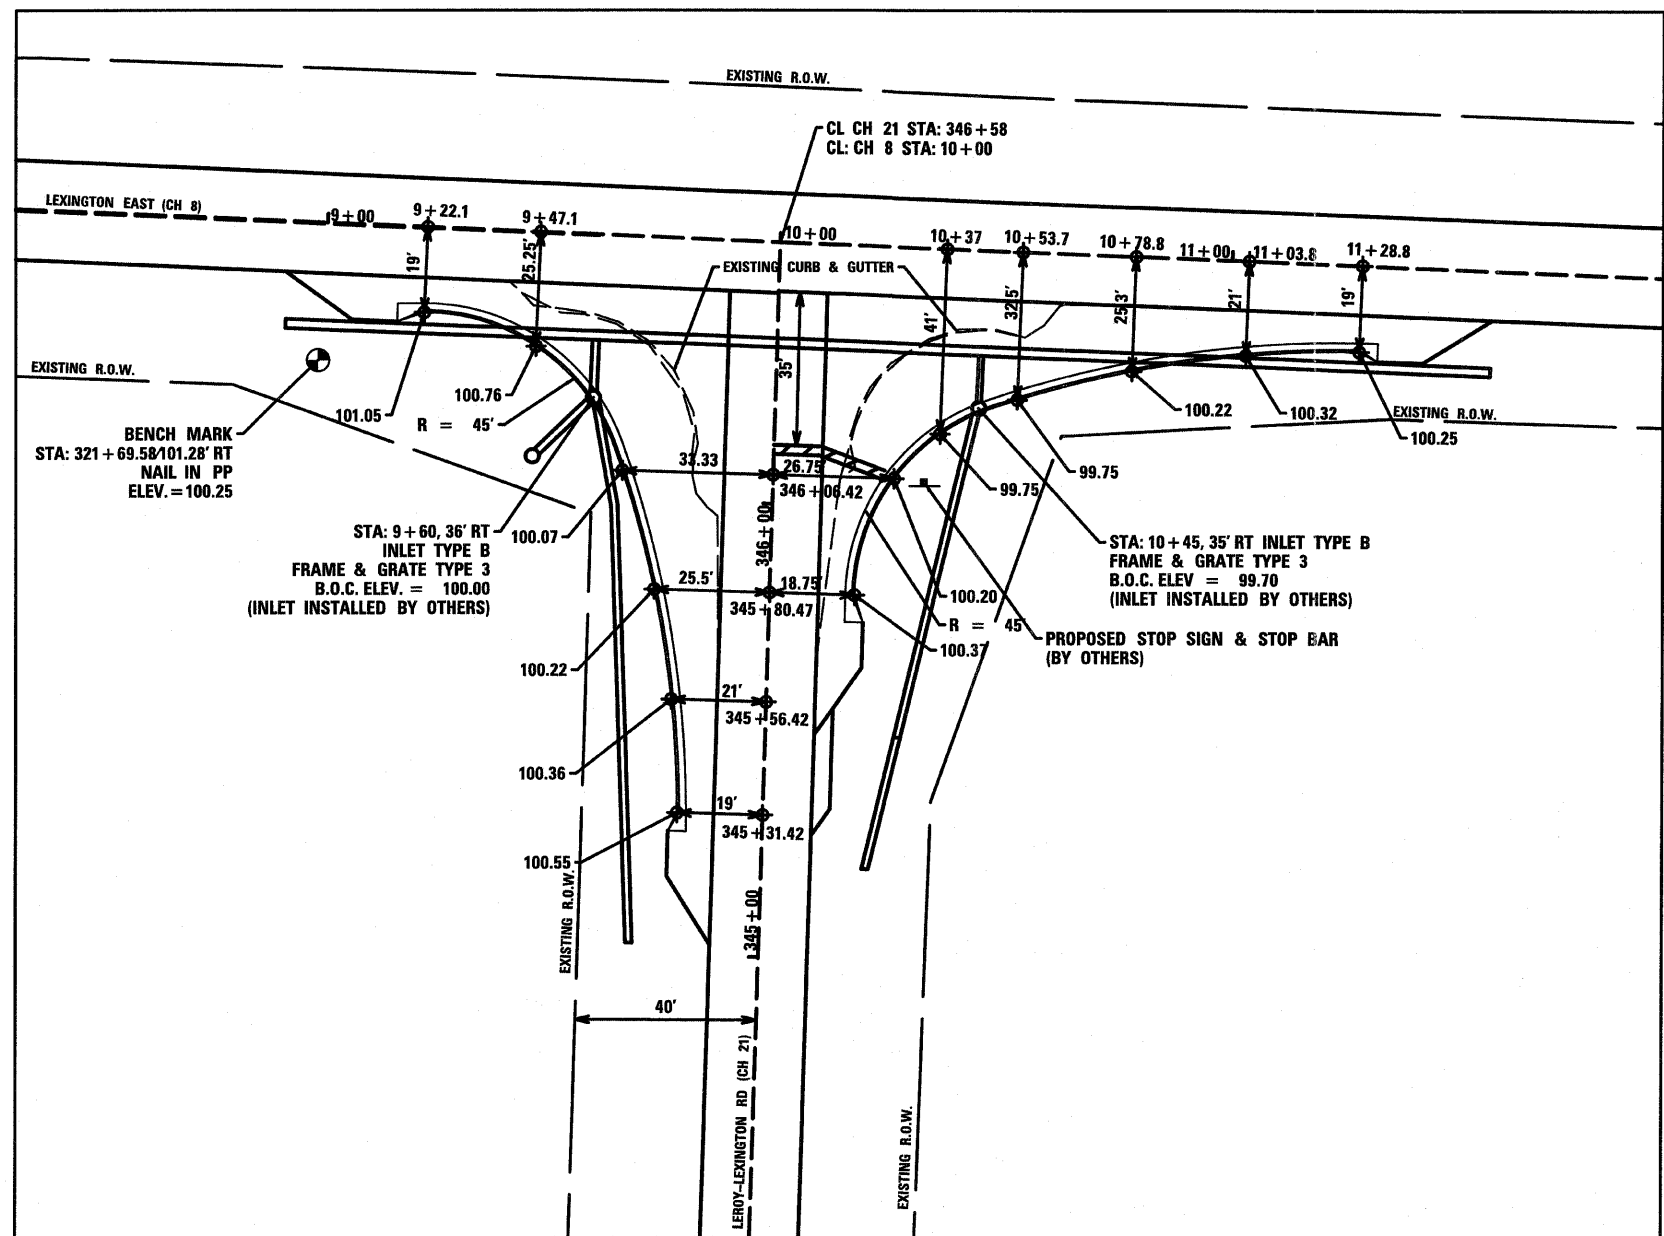 EXISTING R.O.W.
CL CH 21 STA: 346+58
CL: CH 8 STA: 10+00
LEXINGTON EAST (CH 8)
9+00
9+22.1
9+47.1
10+00
10+37
10+53.7
10+78.8
11+00
11+03.8
11+28.8
19'
25.25'
EXISTING CURB & GUTTER
41'
32.5'
25.3'
21'
19'
35'
EXISTING R.O.W.
101.05
100.76
R = 45'
100.22
100.32
EXISTING R.O.W.
100.25
BENCH MARK
STA: 321+69.58/101.28' RT
NAIL IN PP
ELEV.=100.25
33.33
26.75'
346+06.42
99.75
99.75
STA: 9+60, 36' RT
INLET TYPE B
FRAME & GRATE TYPE 3
B.O.C. ELEV. = 100.00
(INLET INSTALLED BY OTHERS)
100.07
346+00
STA: 10+45, 35' RT INLET TYPE B
FRAME & GRATE TYPE 3
B.O.C. ELEV = 99.70
(INLET INSTALLED BY OTHERS)
25.5'
18.75'
345+80.47
100.20
R = 45'
100.37
PROPOSED STOP SIGN & STOP BAR
(BY OTHERS)
100.22
21'
345+56.42
100.36
19'
345+31.42
100.55
EXISTING R.O.W.
345+00
40'
LEROY-LEXINGTON RD (CH 21)
EXISTING R.O.W.